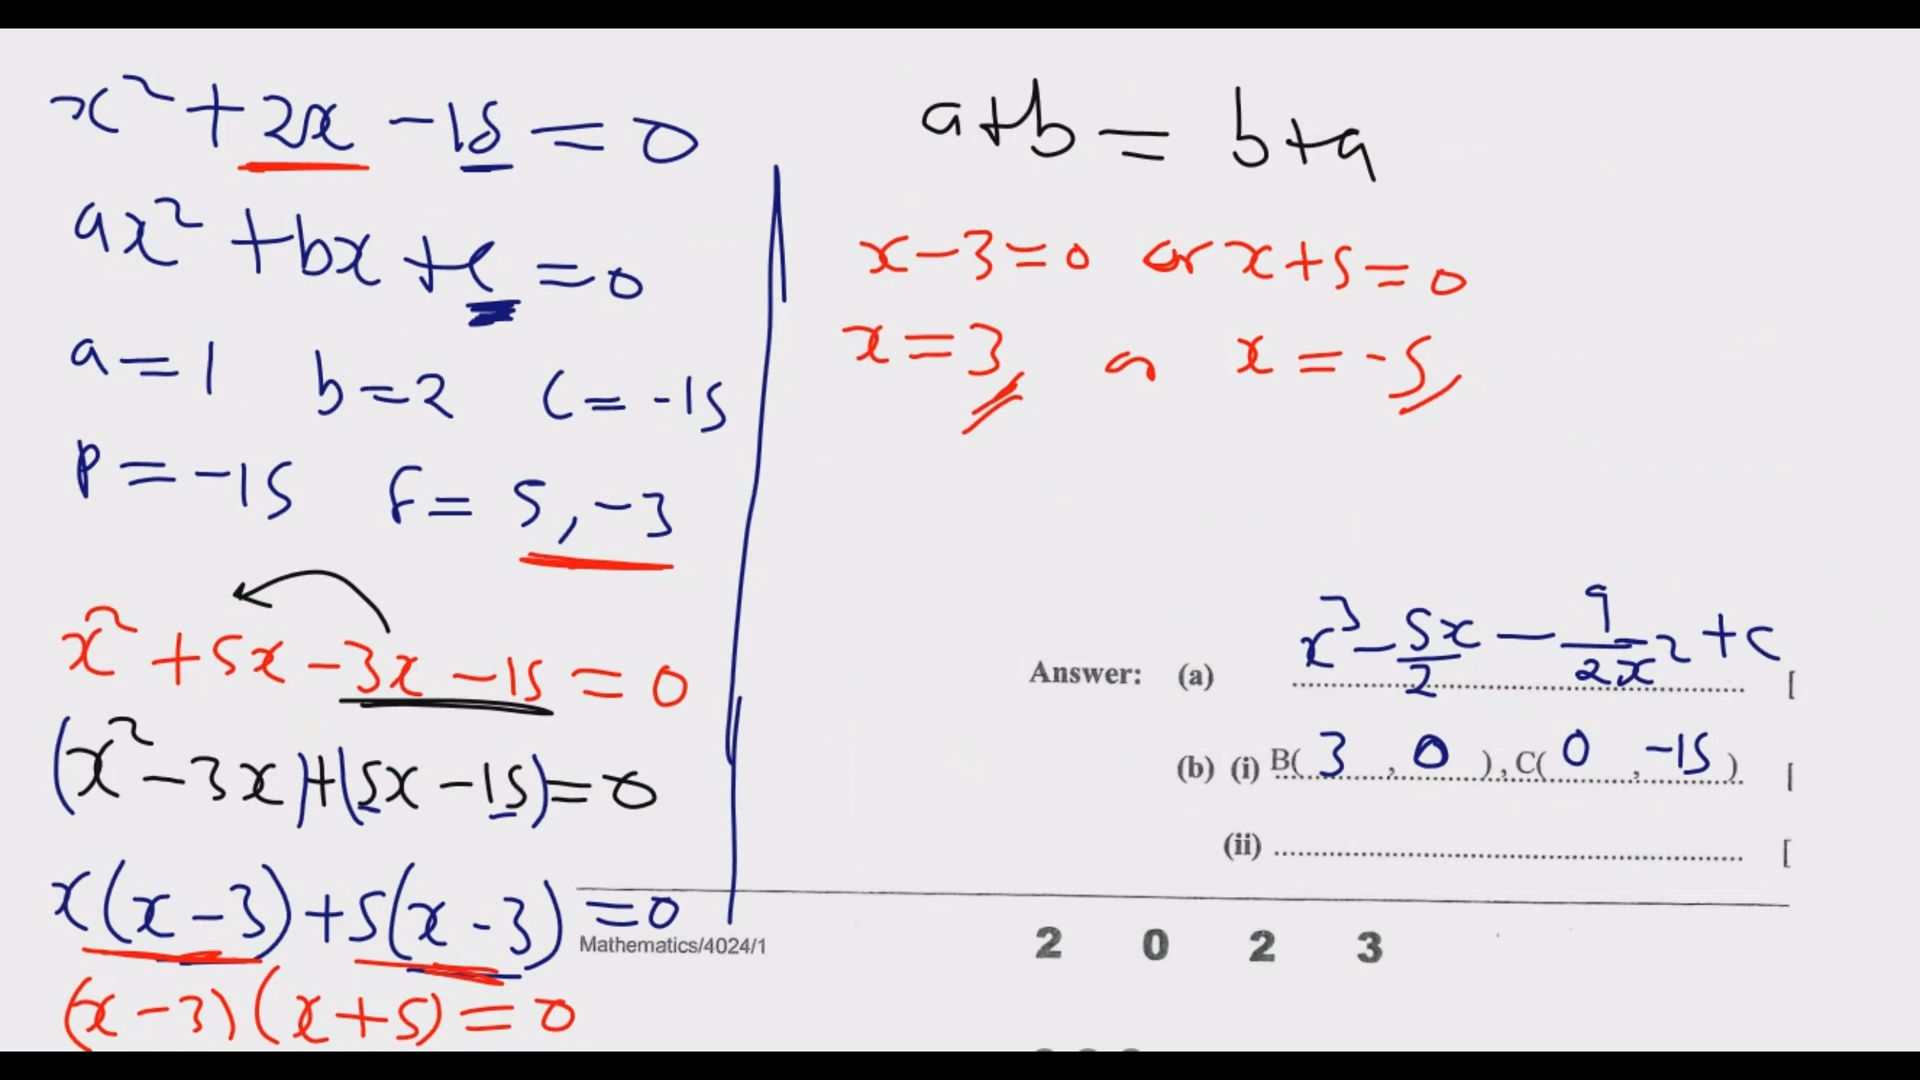 x² + 2x - 15 = 0
ax² + bx + c = 0
a = 1 b = 2 c = -15
P = -15 F = 5, -3
x² + 5x - 3x - 15 = 0
(x² - 3x) + (5x - 15) = 0
x(x - 3) + 5(x - 3) = 0
(x - 3)(x + 5) = 0
a + b = b + a
x - 3 = 0 or x + 5 = 0
x = 3 or x = -5
Answer: (a) x³ - 5x/2 - 9/2x² + c [
(b) (i) B( 3 , 0 ), C( 0 , -15 ) [
(ii) [
Mathematics/4024/1
2 0 2 3